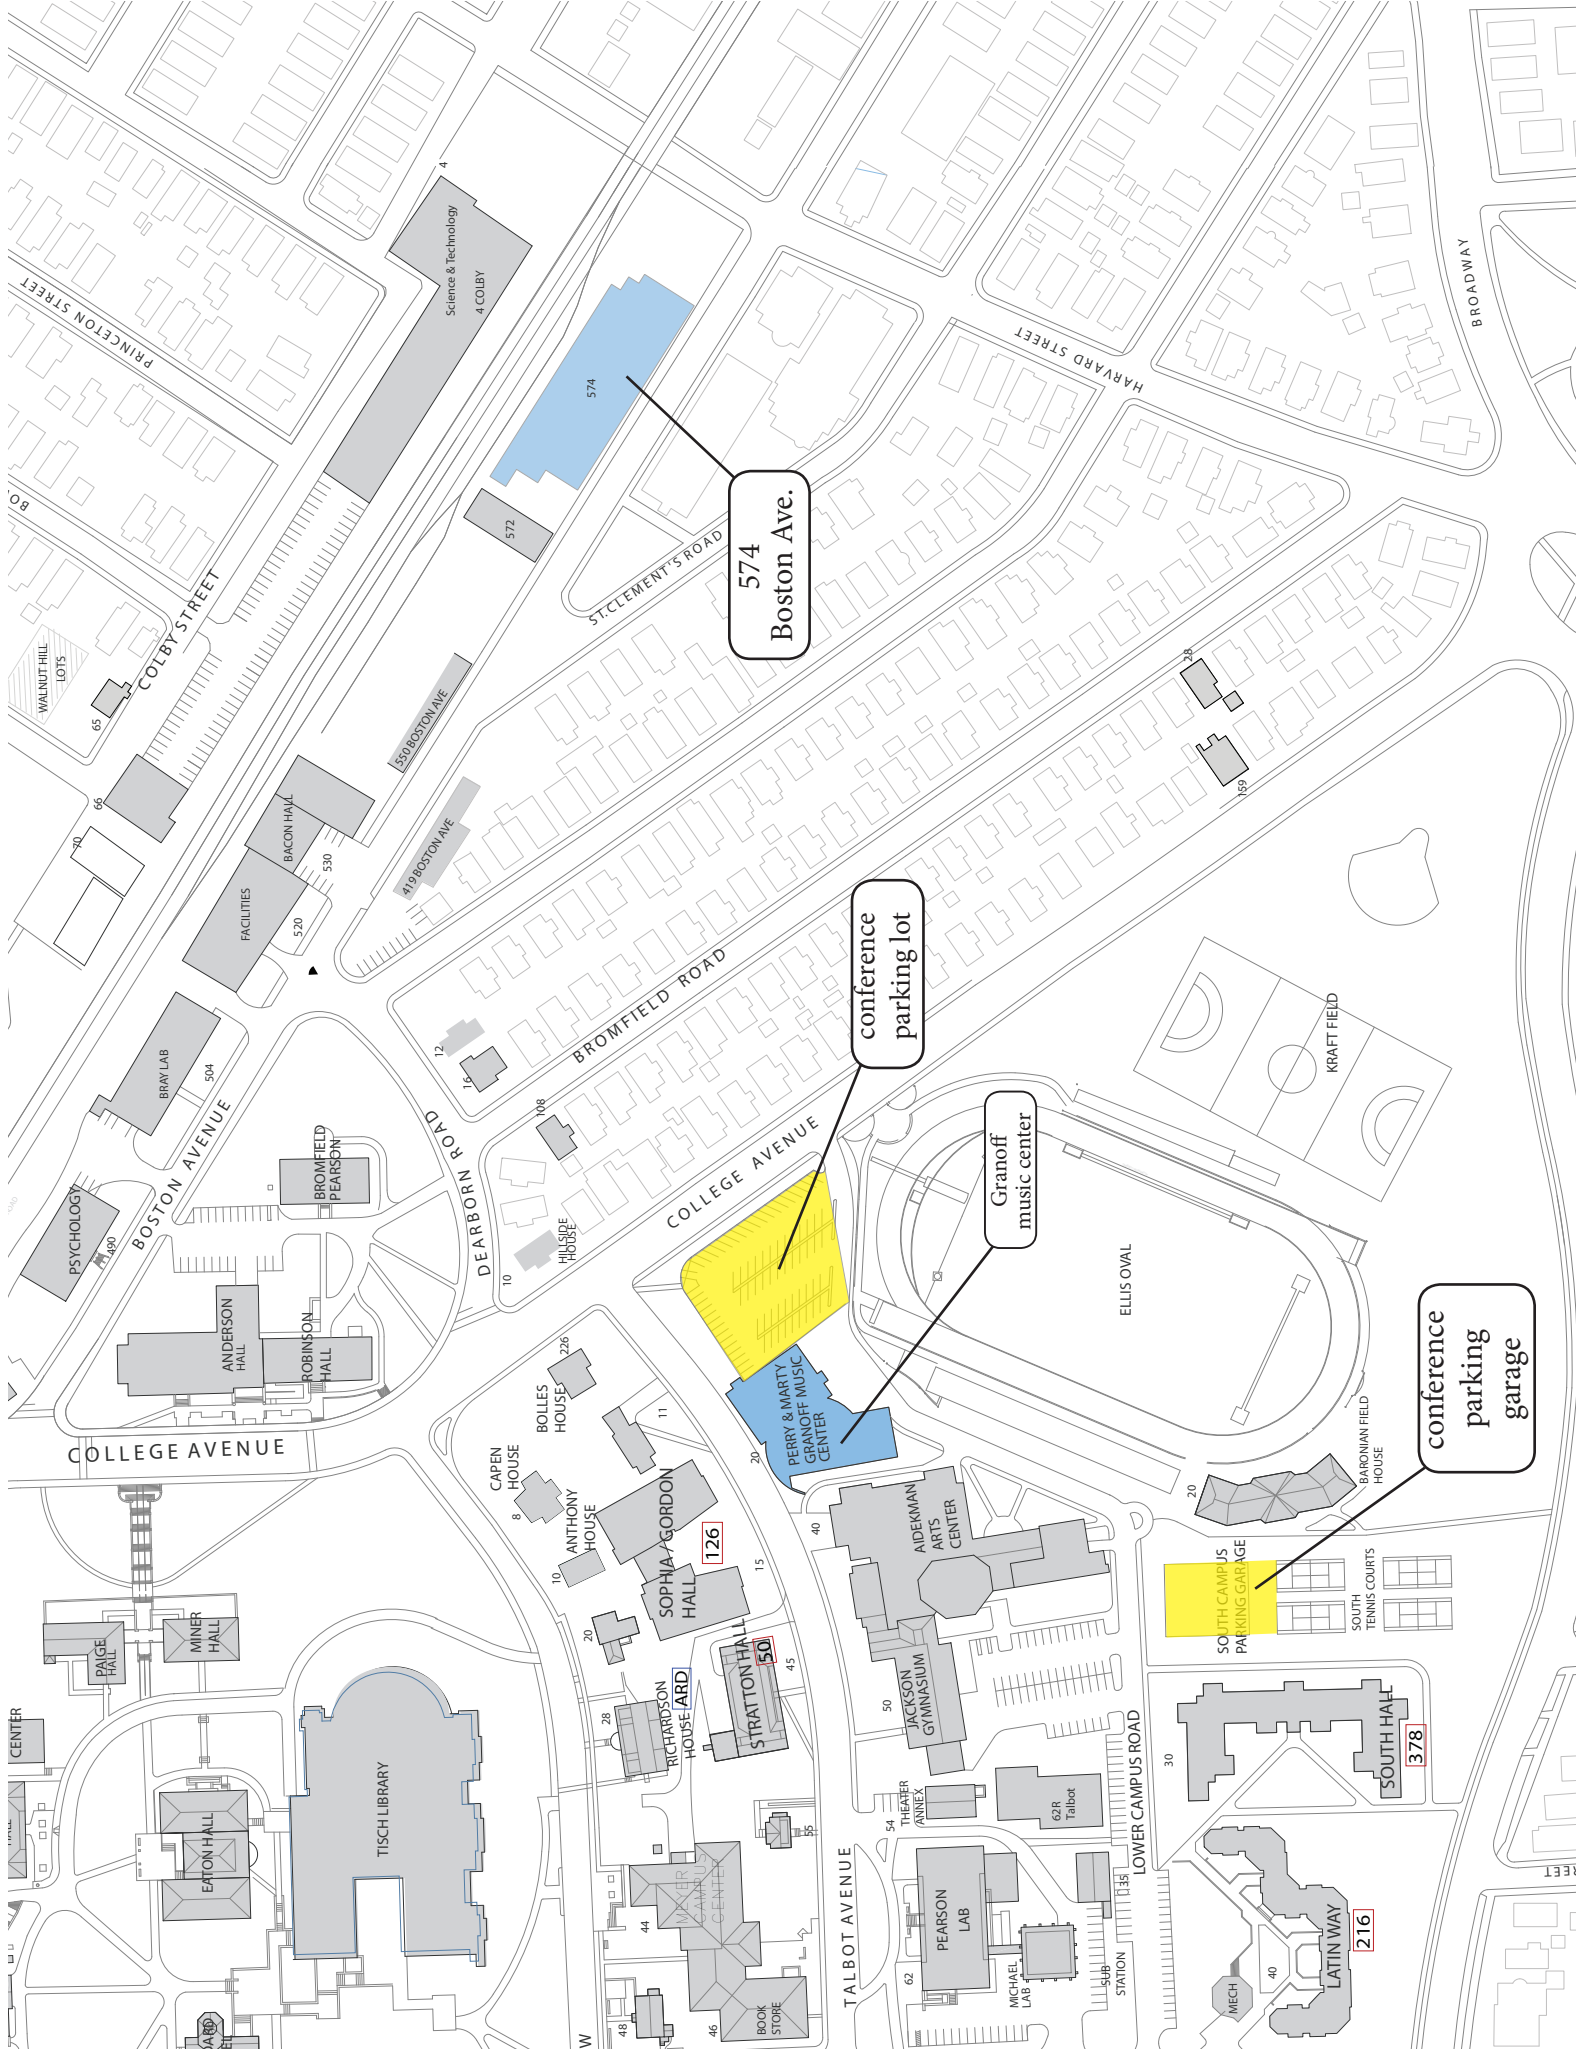 PRINCETON STREET
4
Science & Technology
4 COLBY
BROADWAY
HARVARD STREET
574
574
Boston Ave.
572
ST.CLEMENT'S ROAD
COLBY STREET
WALNUT HILL
LOTS
65
66
70
550 BOSTON AVE
419 BOSTON AVE
BACON HALL
530
FACILITIES
520
28
159
conference
parking lot
BROMFIELD ROAD
12
16
108
BRAY LAB
504
BOSTON AVENUE
PSYCHOLOGY
490
BROMFIELD
PEARSON
DEARBORN ROAD
COLLEGE AVENUE
HILLSIDE
HOUSE
10
KRAFT FIELD
Granoff
music center
ELLIS OVAL
ANDERSON
HALL
ROBINSON
HALL
COLLEGE AVENUE
226
BOLLES
HOUSE
11
CAPEN
HOUSE
8
ANTHONY
HOUSE
10
PERRY & MARTY
GRANOFF MUSIC
CENTER
20
conference
parking
garage
BARONIAN FIELD
HOUSE
20
SOPHIA / GORDON
HALL
126
15
40
AIDEKMAN
ARTS
CENTER
SOUTH CAMPUS
PARKING GARAGE
SOUTH
TENNIS COURTS
PAIGE
HALL
MINER
HALL
20
STRATTON HALL
50
45
RICHARDSON
HOUSE
ARD
28
50
JACKSON
GYMNASIUM
LOWER CAMPUS ROAD
30
SOUTH HALL
378
CENTER
HALL
EATON HALL
TISCH LIBRARY
MEYER
CAMPUS
CENTER
44
55
54
THEATER
ANNEX
62R
Talbot
TALBOT AVENUE
62
PEARSON
LAB
MICHAEL
LAB
35
SUB
STATION
MECH
40
LATIN WAY
216
48
46
BOOK
STORE
W